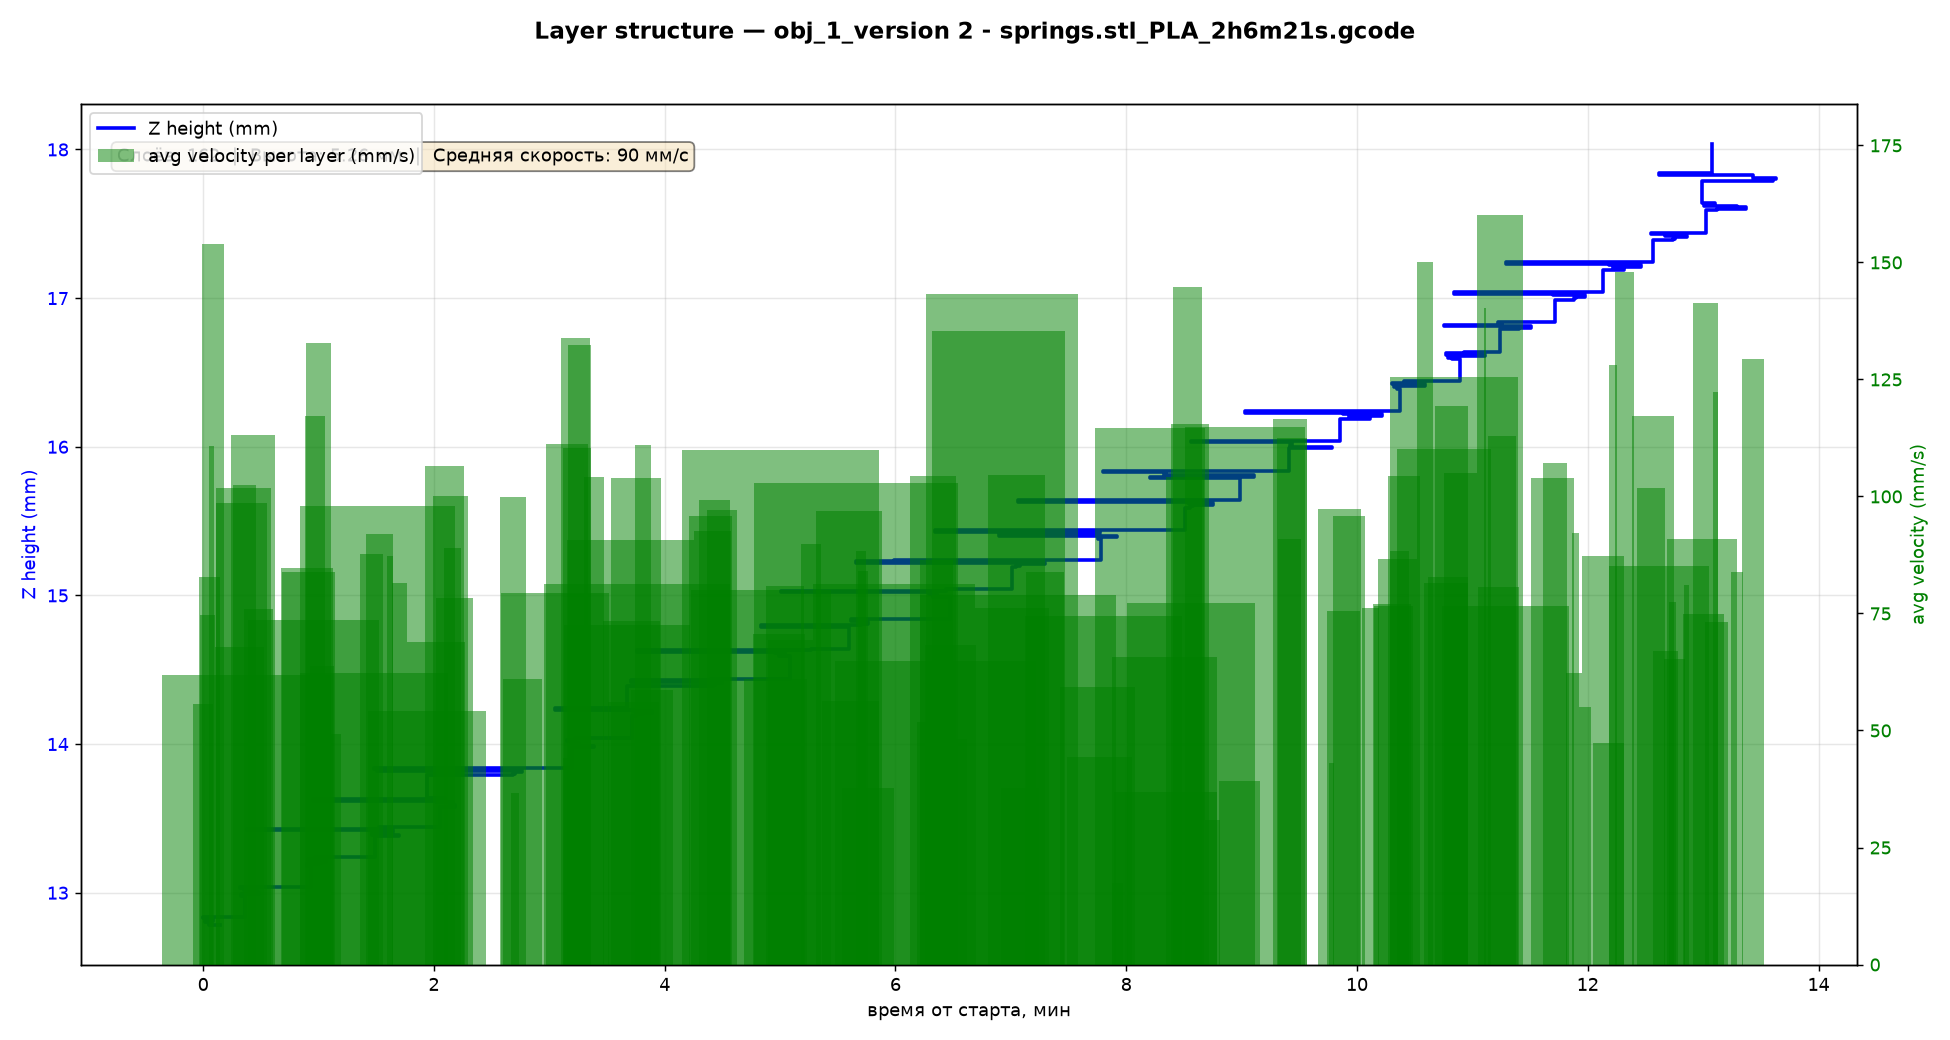 Layer structure — obj_1_version 2 - springs.stl_PLA_2h6m21s.gcode
Z height (mm)
avg velocity per layer (mm/s)
Средняя скорость: 90 мм/с
18
17
16
15
14
13
Z height (mm)
175
150
125
100
75
50
25
0
avg velocity (mm/s)
0 2 4 6 8 10 12 14
время от старта, мин